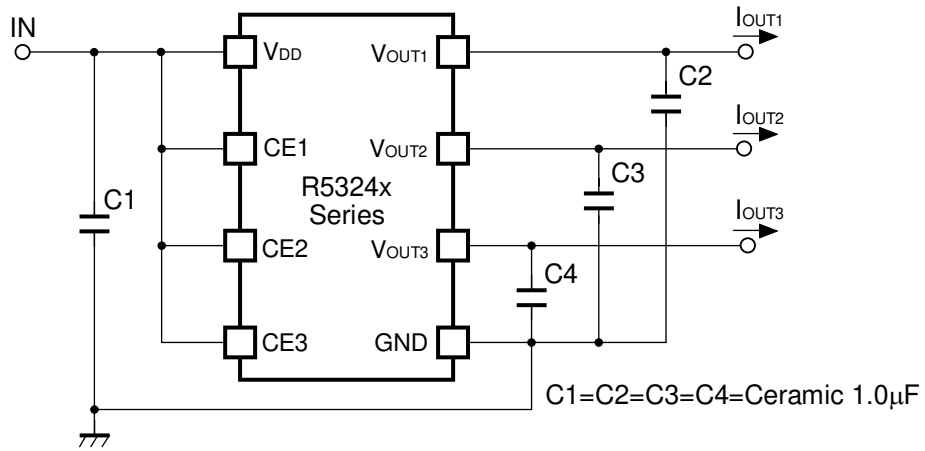 IN
VDD
CE1
CE2
CE3
C1
R5324x
Series
VOUT1
VOUT2
VOUT3
GND
C2
C3
C4
IOUT1
IOUT2
IOUT3
C1=C2=C3=C4=Ceramic 1.0μF